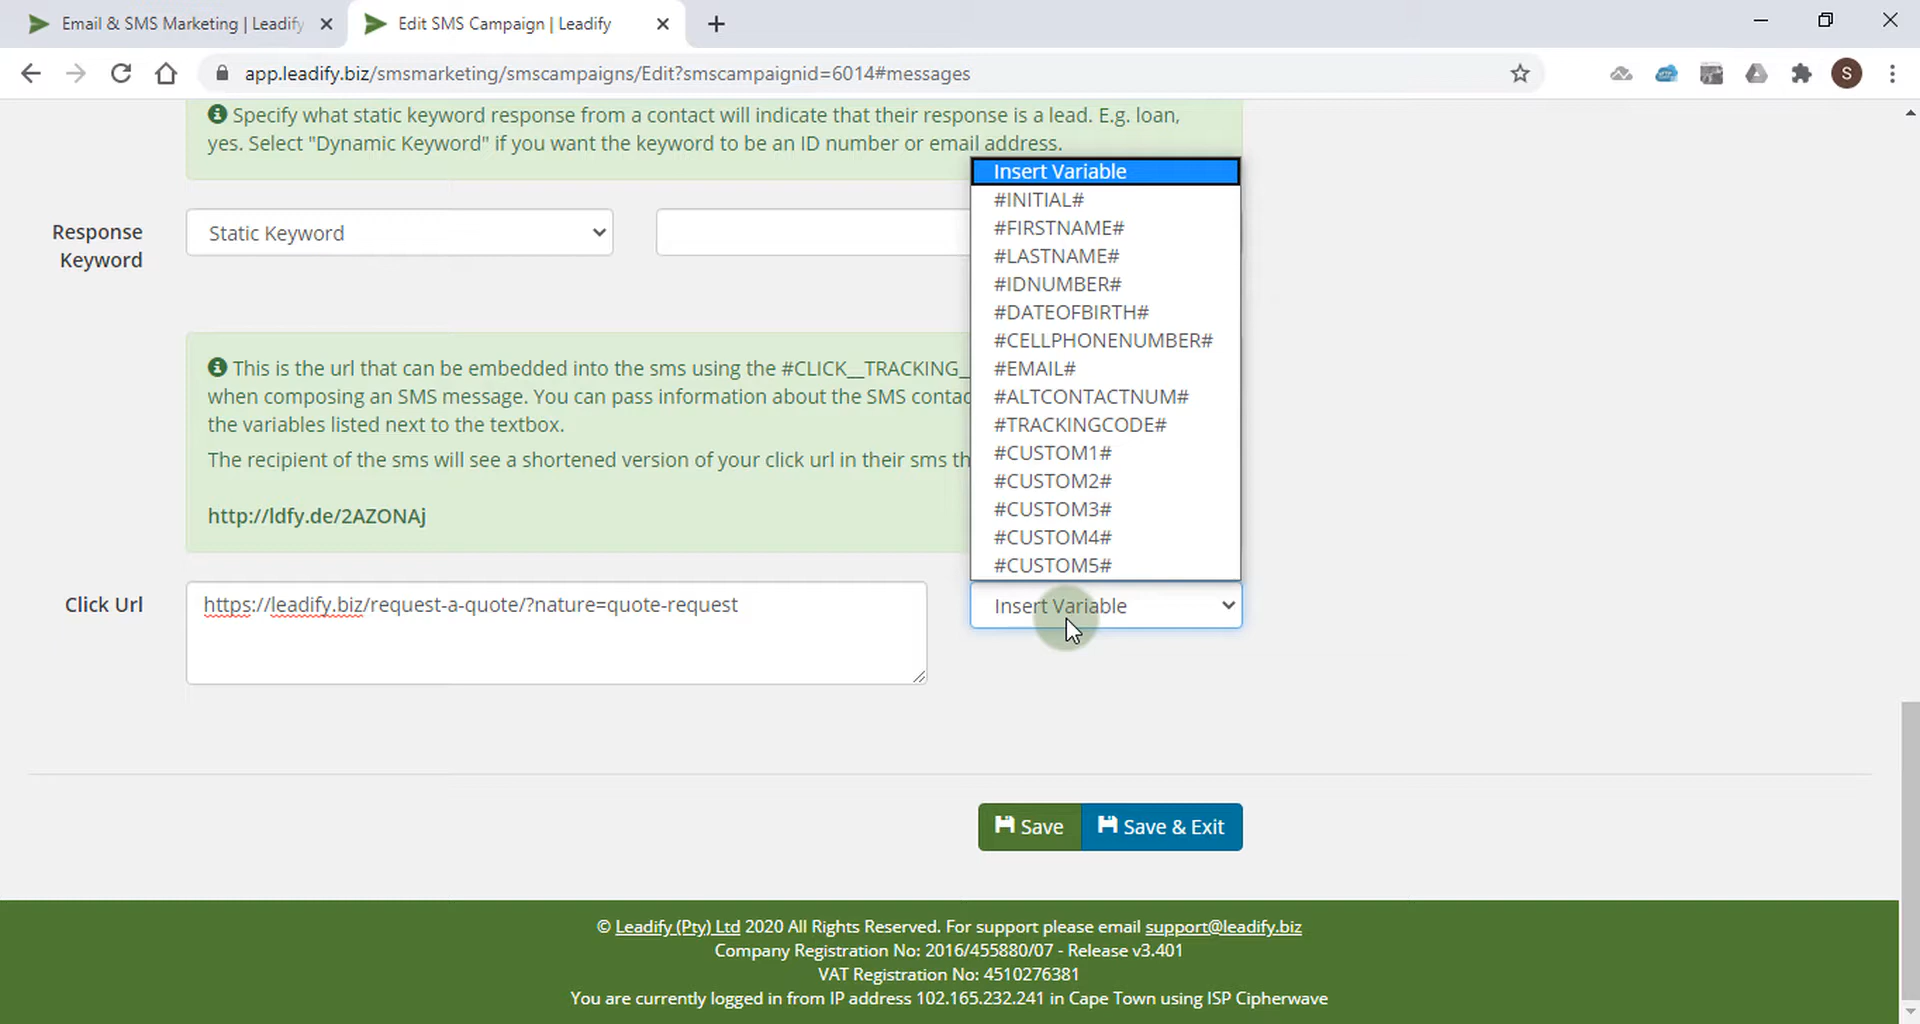 Email & SMS Marketing | Leadify
Edit SMS Campaign | Leadify
app.leadify.biz/smsmarketing/smscampaigns/Edit?smscampaignid=6014#messages
S
Specify what static keyword response from a contact will indicate that their response is a lead. E.g. loan,
yes. Select "Dynamic Keyword" if you want the keyword to be an ID number or email address.
Response
Keyword
Static Keyword
This is the url that can be embedded into the sms using the #CLICK__TRACKING_
when composing an SMS message. You can pass information about the SMS contac
the variables listed next to the textbox.
The recipient of the sms will see a shortened version of your click url in their sms th
http://ldfy.de/2AZONAj
Insert Variable
#INITIAL#
#FIRSTNAME#
#LASTNAME#
#IDNUMBER#
#DATEOFBIRTH#
#CELLPHONENUMBER#
#EMAIL#
#ALTCONTACTNUM#
#TRACKINGCODE#
#CUSTOM1#
#CUSTOM2#
#CUSTOM3#
#CUSTOM4#
#CUSTOM5#
Click Url
https://leadify.biz/request-a-quote/?nature=quote-request
Insert Variable
Save
Save & Exit
© Leadify (Pty) Ltd 2020 All Rights Reserved. For support please email support@leadify.biz
Company Registration No: 2016/455880/07 - Release v3.401
VAT Registration No: 4510276381
You are currently logged in from IP address 102.165.232.241 in Cape Town using ISP Cipherwave